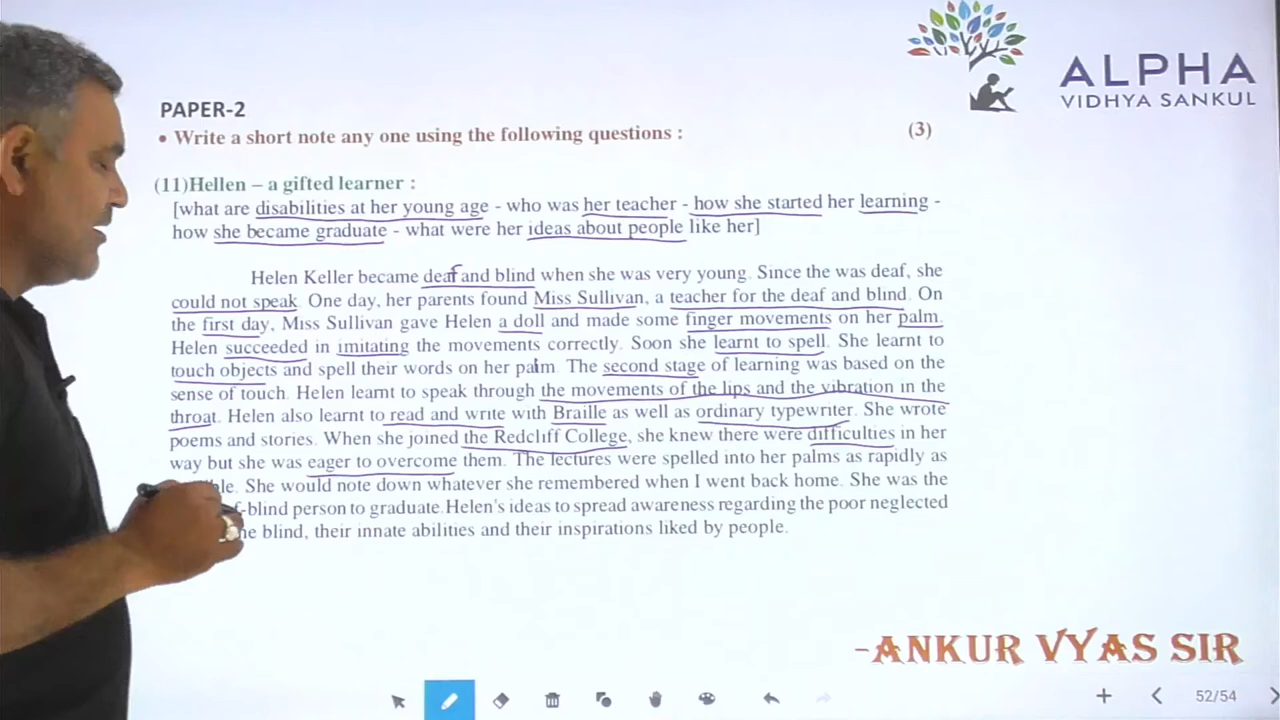 ALPHA
VIDHYA SANKUL
PAPER-2
• Write a short note any one using the following questions : (3)
(11)Hellen – a gifted learner :
[what are disabilities at her young age - who was her teacher - how she started her learning -
how she became graduate - what were her ideas about people like her]
Helen Keller became deaf and blind when she was very young. Since the was deaf, she
could not speak. One day, her parents found Miss Sullivan, a teacher for the deaf and blind. On
the first day, Miss Sullivan gave Helen a doll and made some finger movements on her palm.
Helen succeeded in imitating the movements correctly. Soon she learnt to spell. She learnt to
touch objects and spell their words on her palm. The second stage of learning was based on the
sense of touch. Helen learnt to speak through the movements of the lips and the vibration in the
throat. Helen also learnt to read and write with Braille as well as ordinary typewriter. She wrote
poems and stories. When she joined the Redcliff College, she knew there were difficulties in her
way but she was eager to overcome them. The lectures were spelled into her palms as rapidly as
She would note down whatever she remembered when I went back home. She was the
-blind person to graduate.Helen's ideas to spread awareness regarding the poor neglected
blind, their innate abilities and their inspirations liked by people.
-ANKUR VYAS SIR
52/54